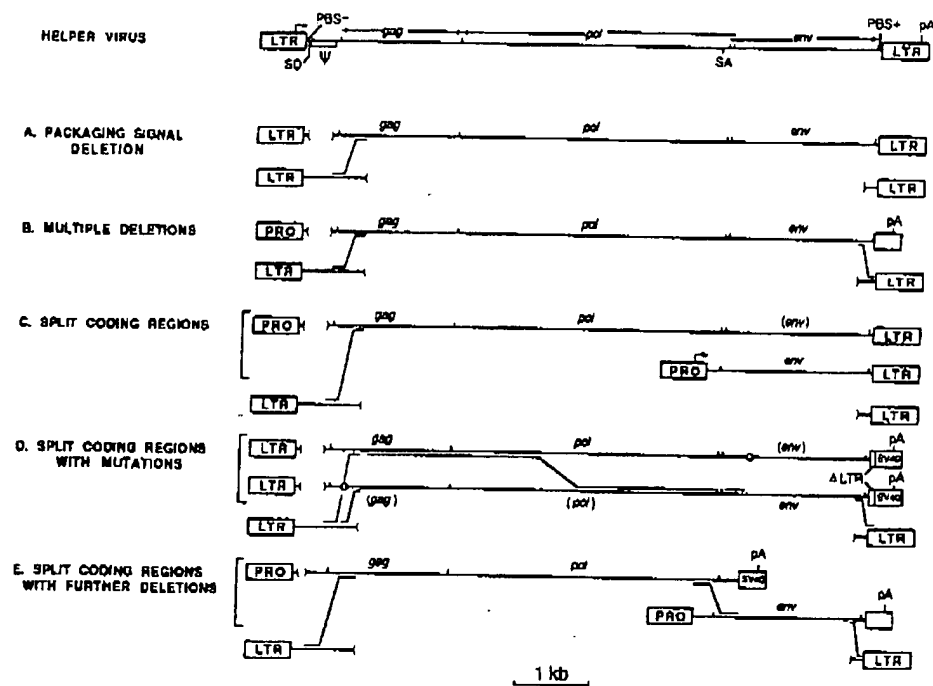 PBS- gag pol env PBS+ pA
HELPER VIRUS LTR LTR
SD Ψ SA
A. PACKAGING SIGNAL DELETION LTR gag pol env LTR
LTR LTR
B. MULTIPLE DELETIONS PRO gag pol env pA
LTR LTR
C. SPLIT CODING REGIONS PRO gag pol (env) LTR
PRO env LTR
LTR LTR
D. SPLIT CODING REGIONS WITH MUTATIONS LTR gag pol (env) pA SV40
ΔLTR
LTR (gag) (pol) env pA SV40
LTR LTR
E. SPLIT CODING REGIONS WITH FURTHER DELETIONS PRO gag pol pA SV40
PRO env pA
LTR LTR
1 kb